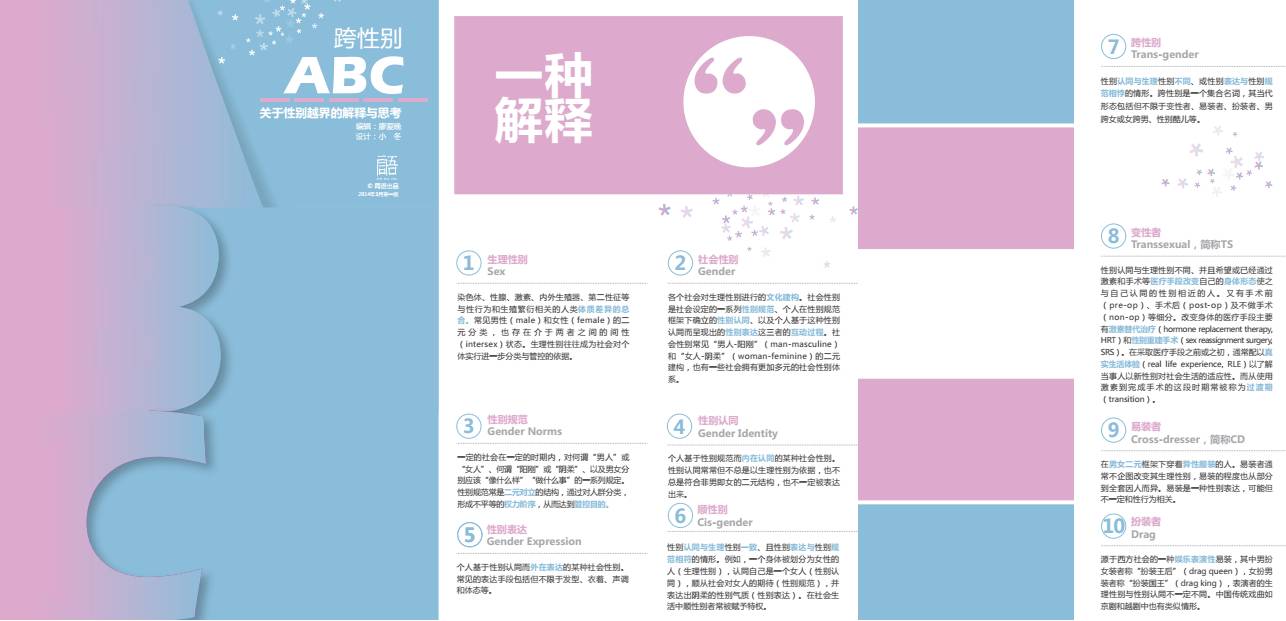 跨性别
ABC
关于性别越界的解释与思考
编辑：廖爱晚
设计：小　冬
同语
© 同语出品
2014年3月第一版
一种
解释
1 生理性别
Sex
染色体、性腺、激素、内外生殖器、第二性征等
与性行为和生殖繁衍相关的人类体质差异的总
合。常见男性（male）和女性（female）的二
元分类，也存在介于两者之间的间性
（intersex）状态。生理性别往往成为社会对个
体实行进一步分类与管控的依据。
2 社会性别
Gender
各个社会对生理性别进行的文化建构。社会性别
是社会设定的一系列性别规范、个人在性别规范
框架下确立的性别认同、以及个人基于这种性别
认同而呈现出的性别表达这三者的互动过程。社
会性别常见“男人-阳刚”（man-masculine）
和“女人-阴柔”（woman-feminine）的二元
建构，也有一些社会拥有更加多元的社会性别体
系。
3 性别规范
Gender Norms
一定的社会在一定的时期内，对何谓“男人”或
“女人”、何谓“阳刚”或“阴柔”、以及男女分
别应该“像什么样”“做什么事”的一系列规定。
性别规范常是二元对立的结构，通过对人群分类，
形成不平等的权力阶序，从而达到管控目的。
4 性别认同
Gender Identity
个人基于性别规范而内在认同的某种社会性别。
性别认同常常但不总是以生理性别为依据，也不
总是符合非男即女的二元结构，也不一定被表达
出来。
5 性别表达
Gender Expression
个人基于性别认同而外在表达的某种社会性别。
常见的表达手段包括但不限于发型、衣着、声调
和体态等。
6 顺性别
Cis-gender
性别认同与生理性别一致、且性别表达与性别规
范相符的情形。例如，一个身体被划分为女性的
人（生理性别），认同自己是一个女人（性别认
同），顺从社会对女人的期待（性别规范），并
表达出阴柔的性别气质（性别表达）。在社会生
活中顺性别者常被赋予特权。
7 跨性别
Trans-gender
性别认同与生理性别不同、或性别表达与性别规
范相悖的情形。跨性别是一个集合名词，其当代
形态包括但不限于变性者、易装者、扮装者、男
跨女或女跨男、性别酷儿等。
8 变性者
Transsexual，简称TS
性别认同与生理性别不同、并且希望或已经通过
激素和手术等医疗手段改变自己的身体形态使之
与自己认同的性别相近的人。又有手术前
（pre-op）、手术后（post-op）及不做手术
（non-op）等细分。改变身体的医疗手段主要
有激素替代治疗（hormone replacement therapy,
HRT）和性别重建手术（sex reassignment surgery,
SRS）。在采取医疗手段之前或之初，通常配以真
实生活体验（real life experience, RLE）以了解
当事人以新性别对社会生活的适应性。而从使用
激素到完成手术的这段时期常被称为过渡期
（transition）。
9 易装者
Cross-dresser，简称CD
在男女二元框架下穿着异性服装的人。易装者通
常不企图改变其生理性别，易装的程度也从部分
到全套因人而异。易装是一种性别表达，可能但
不一定和性行为相关。
10 扮装者
Drag
源于西方社会的一种娱乐表演性易装，其中男扮
女装者称“扮装王后”（drag queen），女扮男
装者称“扮装国王”（drag king），表演者的生
理性别与性别认同不一定不同。中国传统戏曲如
京剧和越剧中也有类似情形。